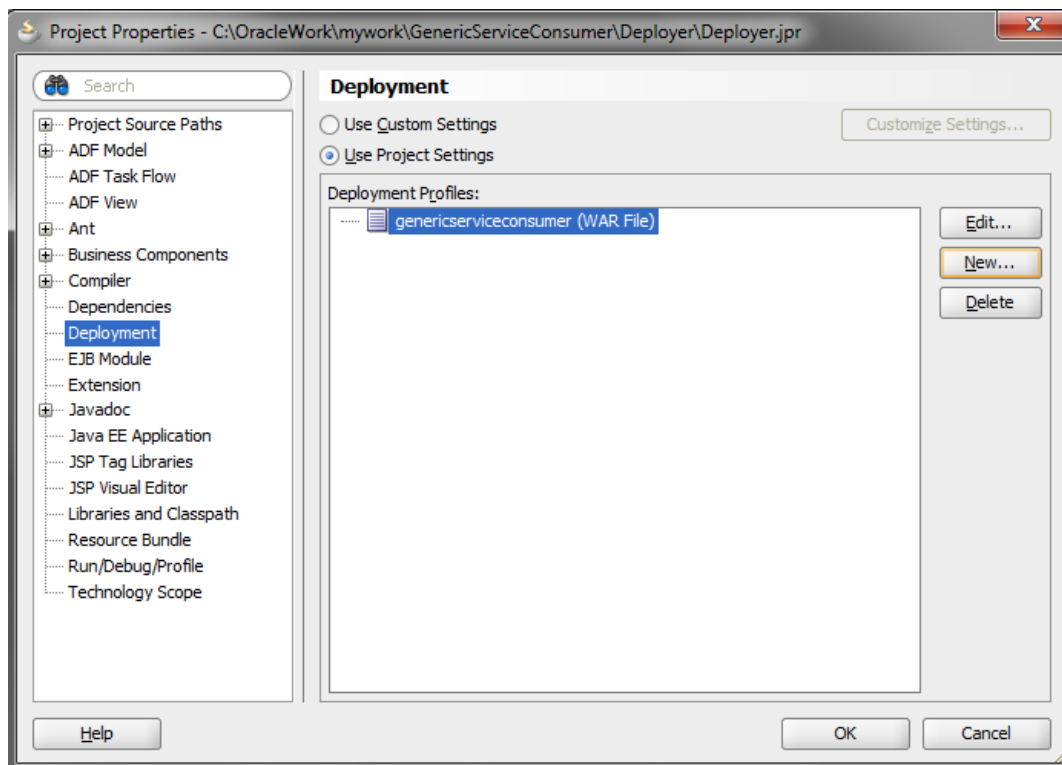 Project Properties - C:\OracleWork\mywork\GenericServiceConsumer\Deployer\Deployer.jpr
Search
Project Source Paths
ADF Model
ADF Task Flow
ADF View
Ant
Business Components
Compiler
Dependencies
Deployment
EJB Module
Extension
Javadoc
Java EE Application
JSP Tag Libraries
JSP Visual Editor
Libraries and Classpath
Resource Bundle
Run/Debug/Profile
Technology Scope
Deployment
Use Custom Settings
Customize Settings...
Use Project Settings
Deployment Profiles:
genericserviceconsumer (WAR File)
Edit...
New...
Delete
Help
OK
Cancel